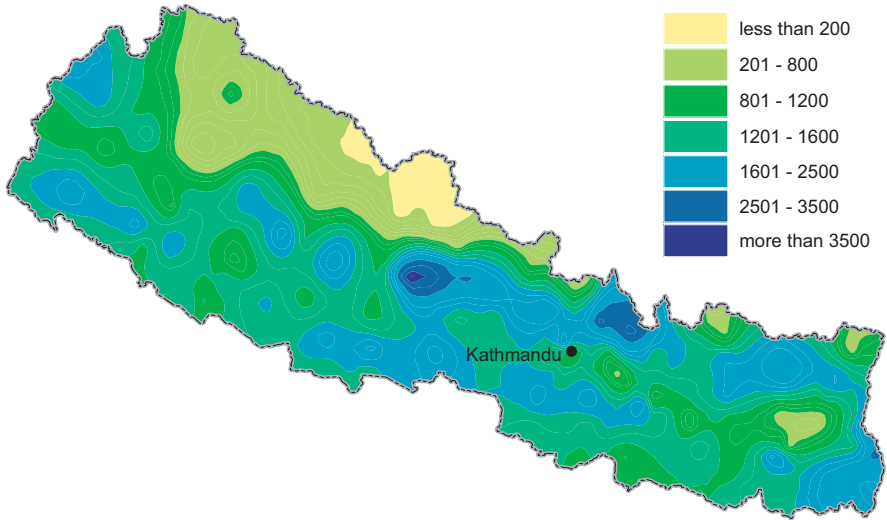 less than 200
201 - 800
801 - 1200
1201 - 1600
1601 - 2500
2501 - 3500
more than 3500
Kathmandu